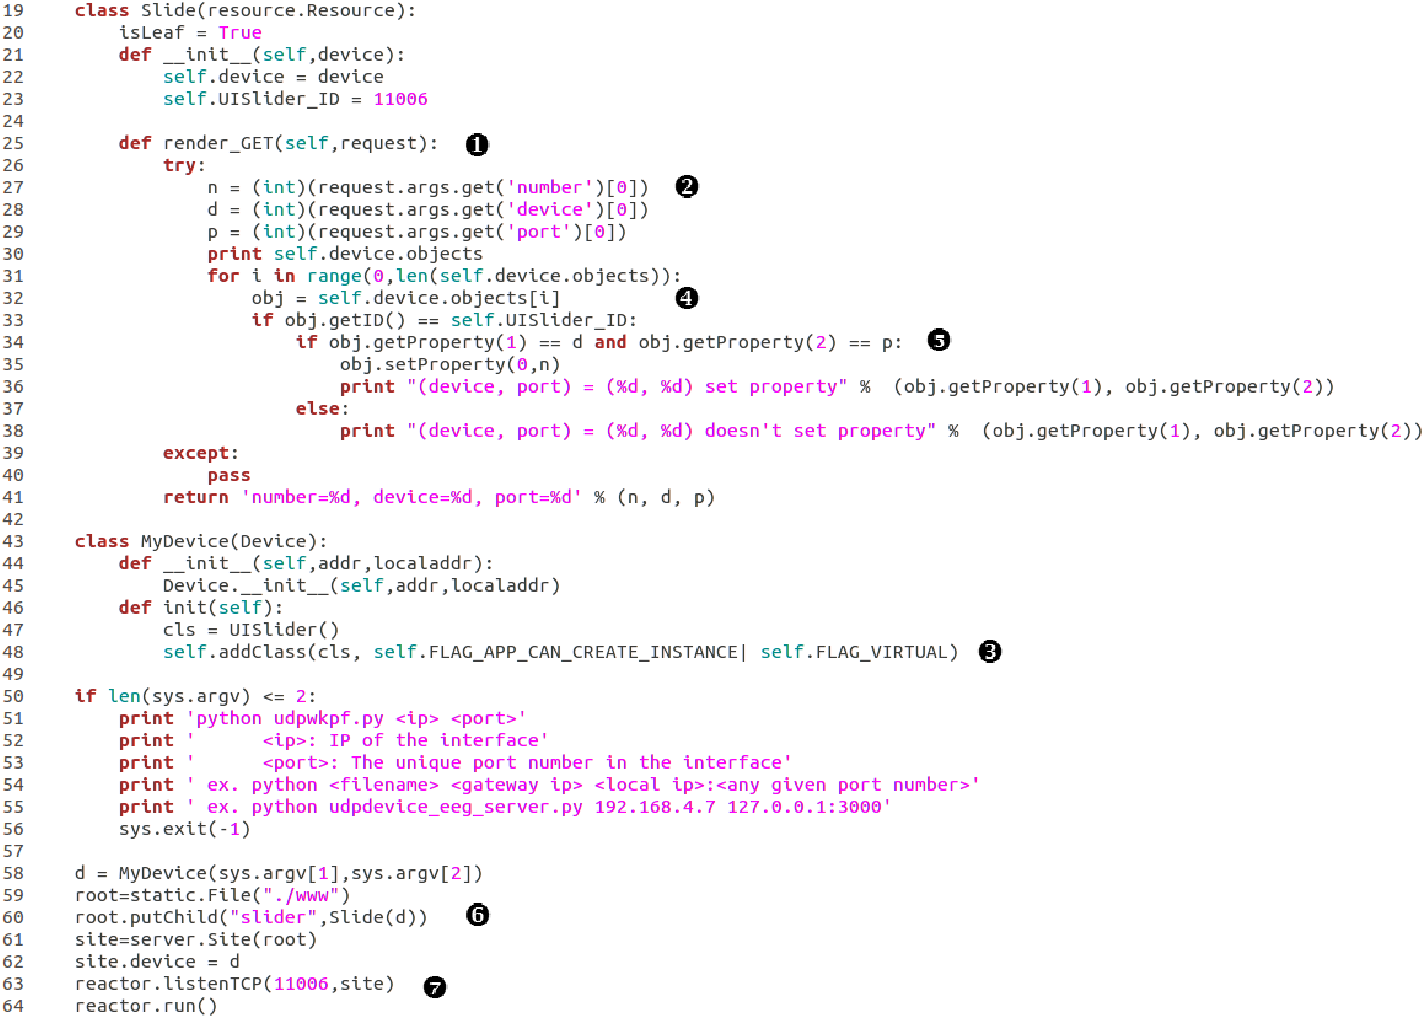 19 class Slide(resource.Resource):
20     isLeaf = True
21     def __init__(self,device):
22         self.device = device
23         self.UISlider_ID = 11006
24
25     def render_GET(self,request): ❶
26         try:
27             n = (int)(request.args.get('number')[0]) ❷
28             d = (int)(request.args.get('device')[0])
29             p = (int)(request.args.get('port')[0])
30             print self.device.objects
31             for i in range(0,len(self.device.objects)):
32                 obj = self.device.objects[i] ❹
33                 if obj.getID() == self.UISlider_ID:
34                     if obj.getProperty(1) == d and obj.getProperty(2) == p: ❺
35                         obj.setProperty(0,n)
36                         print "(device, port) = (%d, %d) set property" %  (obj.getProperty(1), obj.getProperty(2))
37                     else:
38                         print "(device, port) = (%d, %d) doesn't set property" %  (obj.getProperty(1), obj.getProperty(2))
39         except:
40             pass
41         return 'number=%d, device=%d, port=%d' % (n, d, p)
42
43 class MyDevice(Device):
44     def __init__(self,addr,localaddr):
45         Device.__init__(self,addr,localaddr)
46     def init(self):
47         cls = UISlider()
48         self.addClass(cls, self.FLAG_APP_CAN_CREATE_INSTANCE| self.FLAG_VIRTUAL) ❸
49
50 if len(sys.argv) <= 2:
51     print 'python udpwkpf.py <ip> <port>'
52     print '      <ip>: IP of the interface'
53     print '      <port>: The unique port number in the interface'
54     print ' ex. python <filename> <gateway ip> <local ip>:<any given port number>'
55     print ' ex. python udpdevice_eeg_server.py 192.168.4.7 127.0.0.1:3000'
56     sys.exit(-1)
57
58 d = MyDevice(sys.argv[1],sys.argv[2])
59 root=static.File("./www")
60 root.putChild("slider",Slide(d)) ❻
61 site=server.Site(root)
62 site.device = d
63 reactor.listenTCP(11006,site) ❼
64 reactor.run()